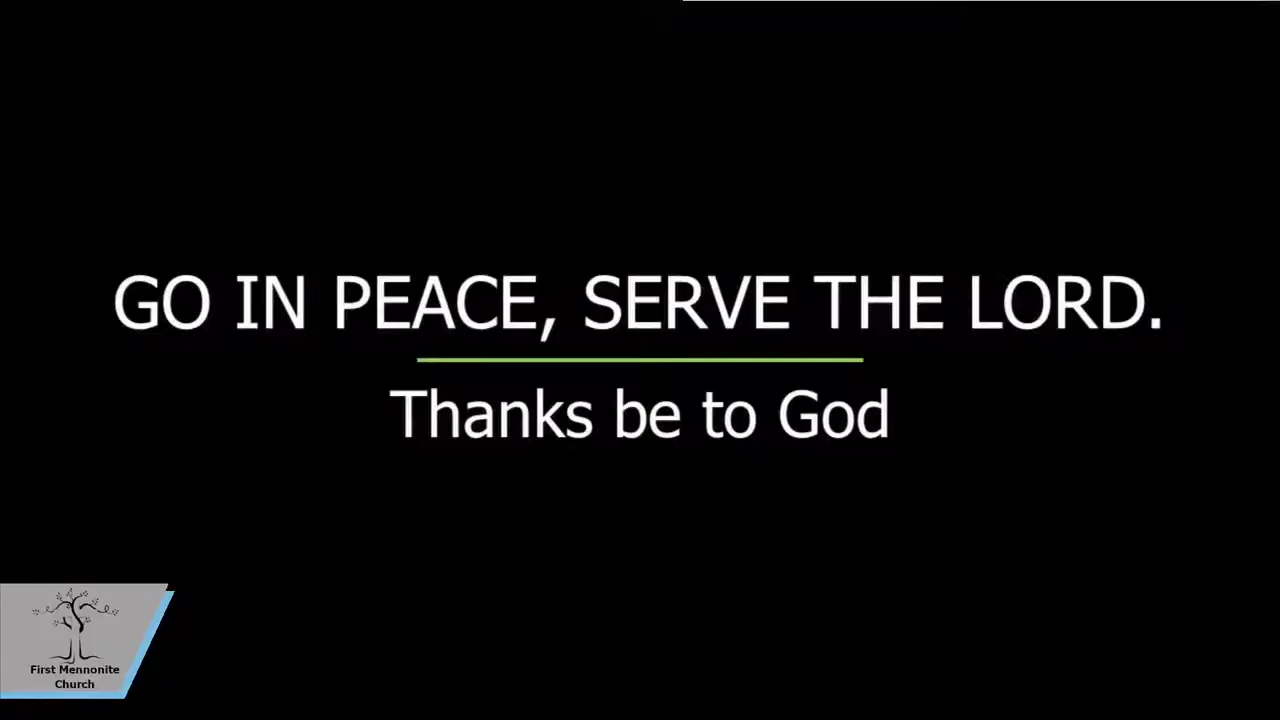 GO IN PEACE, SERVE THE LORD.
Thanks be to God
First Mennonite
Church